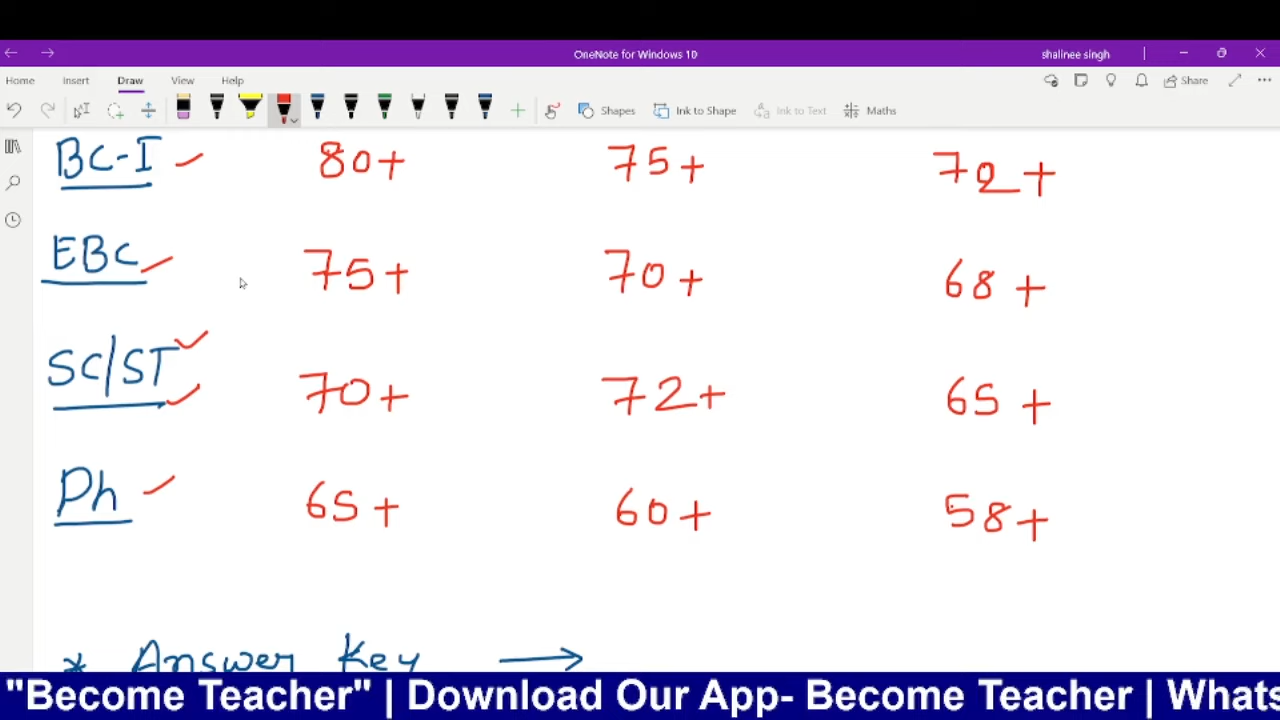 OneNote for Windows 10
shalinee singh
Home Insert Draw View Help
Share
Shapes Ink to Shape Ink to Text Maths
BC-I 80+ 75+ 72+
EBC 75+ 70+ 68+
SC/ST 70+ 72+ 65+
Ph 65+ 60+ 58+
* Answer Key →
"Become Teacher" | Download Our App- Become Teacher | Whats